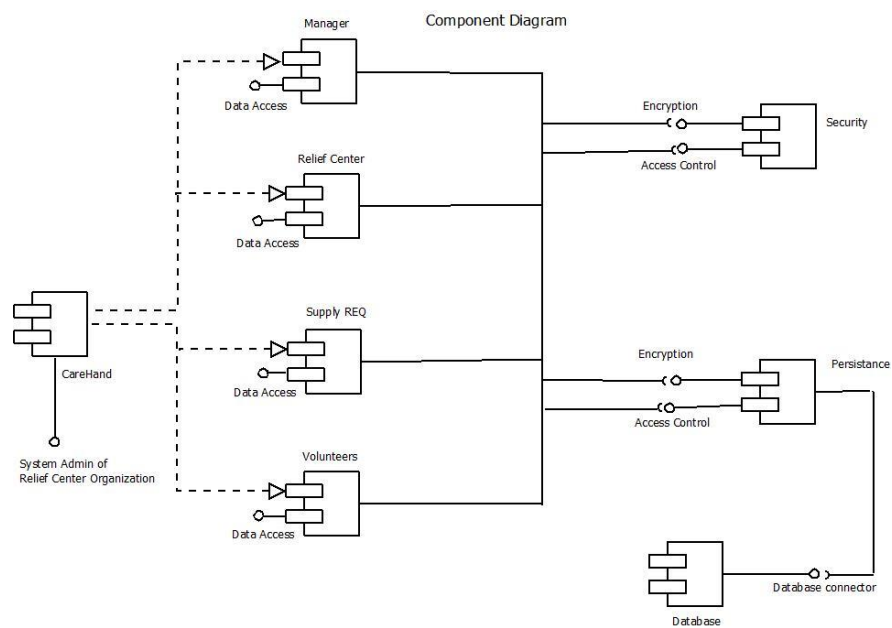 Component Diagram
Manager
Data Access
Encryption
Security
Access Control
Relief Center
Data Access
Supply REQ
Data Access
CareHand
Encryption
Persistance
Access Control
System Admin of
Relief Center Organization
Volunteers
Data Access
Database connector
Database